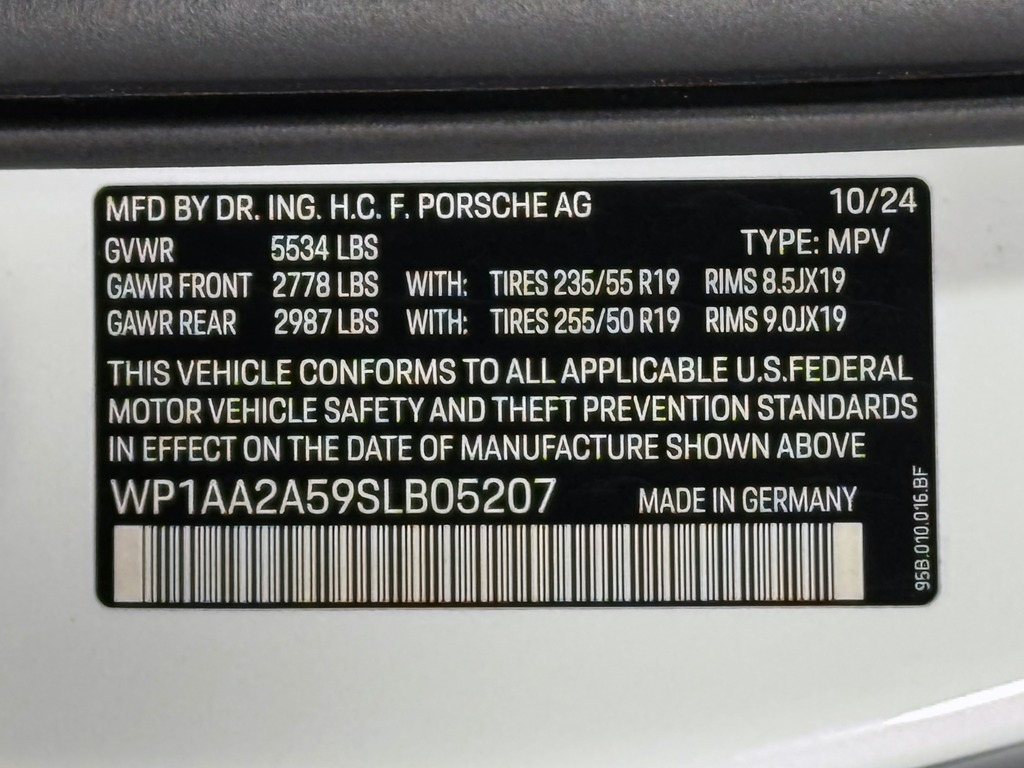 MFD BY DR. ING. H.C. F. PORSCHE AG 10/24
GVWR 5534 LBS TYPE: MPV
GAWR FRONT 2778 LBS WITH: TIRES 235/55 R19 RIMS 8.5JX19
GAWR REAR 2987 LBS WITH: TIRES 255/50 R19 RIMS 9.0JX19
THIS VEHICLE CONFORMS TO ALL APPLICABLE U.S.FEDERAL
MOTOR VEHICLE SAFETY AND THEFT PREVENTION STANDARDS
IN EFFECT ON THE DATE OF MANUFACTURE SHOWN ABOVE
WP1AA2A59SLB05207 MADE IN GERMANY
95B.010.016.BF